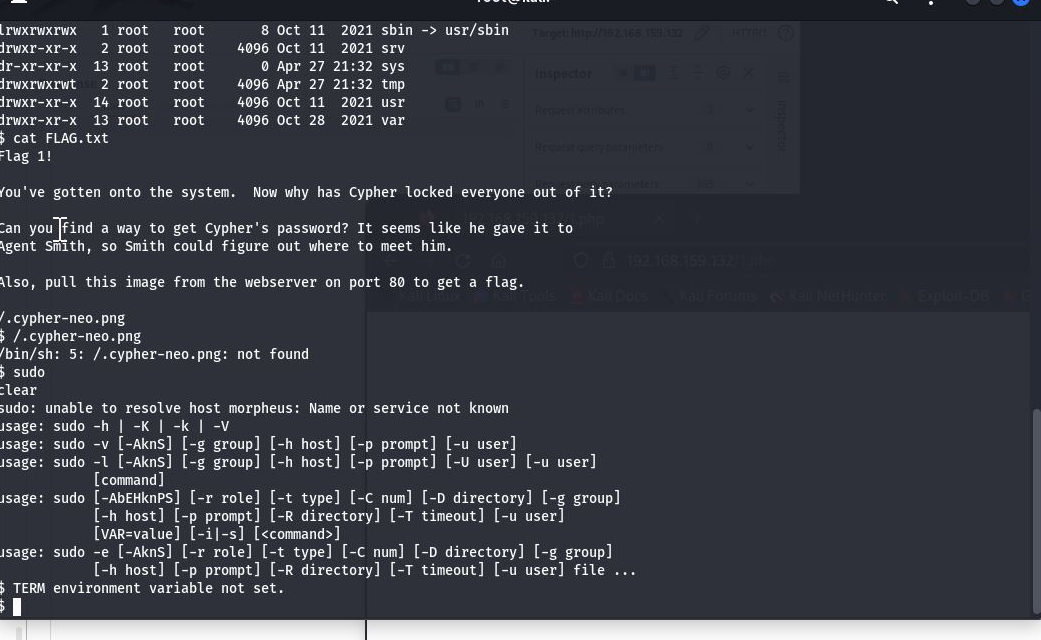 root@kali:
lrwxrwxrwx   1 root   root       8 Oct 11  2021 sbin -> usr/sbin
drwxr-xr-x   2 root   root    4096 Oct 11  2021 srv
dr-xr-xr-x  13 root   root       0 Apr 27 21:32 sys
drwxrwxrwt   2 root   root    4096 Apr 27 21:32 tmp
drwxr-xr-x  14 root   root    4096 Oct 11  2021 usr
drwxr-xr-x  13 root   root    4096 Oct 28  2021 var
$ cat FLAG.txt
Flag 1!
You've gotten onto the system.  Now why has Cypher locked everyone out of it?
Can you find a way to get Cypher's password? It seems like he gave it to
Agent Smith, so Smith could figure out where to meet him.
Also, pull this image from the webserver on port 80 to get a flag.
/.cypher-neo.png
$ /.cypher-neo.png
/bin/sh: 5: /.cypher-neo.png: not found
$ sudo
clear
sudo: unable to resolve host morpheus: Name or service not known
usage: sudo -h | -K | -k | -V
usage: sudo -v [-AknS] [-g group] [-h host] [-p prompt] [-u user]
usage: sudo -l [-AknS] [-g group] [-h host] [-p prompt] [-U user] [-u user]
            [command]
usage: sudo [-AbEHknPS] [-r role] [-t type] [-C num] [-D directory] [-g group]
            [-h host] [-p prompt] [-R directory] [-T timeout] [-u user]
            [VAR=value] [-i|-s] [<command>]
usage: sudo -e [-AknS] [-r role] [-t type] [-C num] [-D directory] [-g group]
            [-h host] [-p prompt] [-R directory] [-T timeout] [-u user] file ...
$ TERM environment variable not set.
$
Target: http://192.168.159.132
Inspector
Request attributes 2
Request query parameters 0
192.168.159.132/1.php
192.168.159.132/1.php
Kali Linux Kali Tools Kali Docs Kali Forums Kali NetHunter Exploit-DB